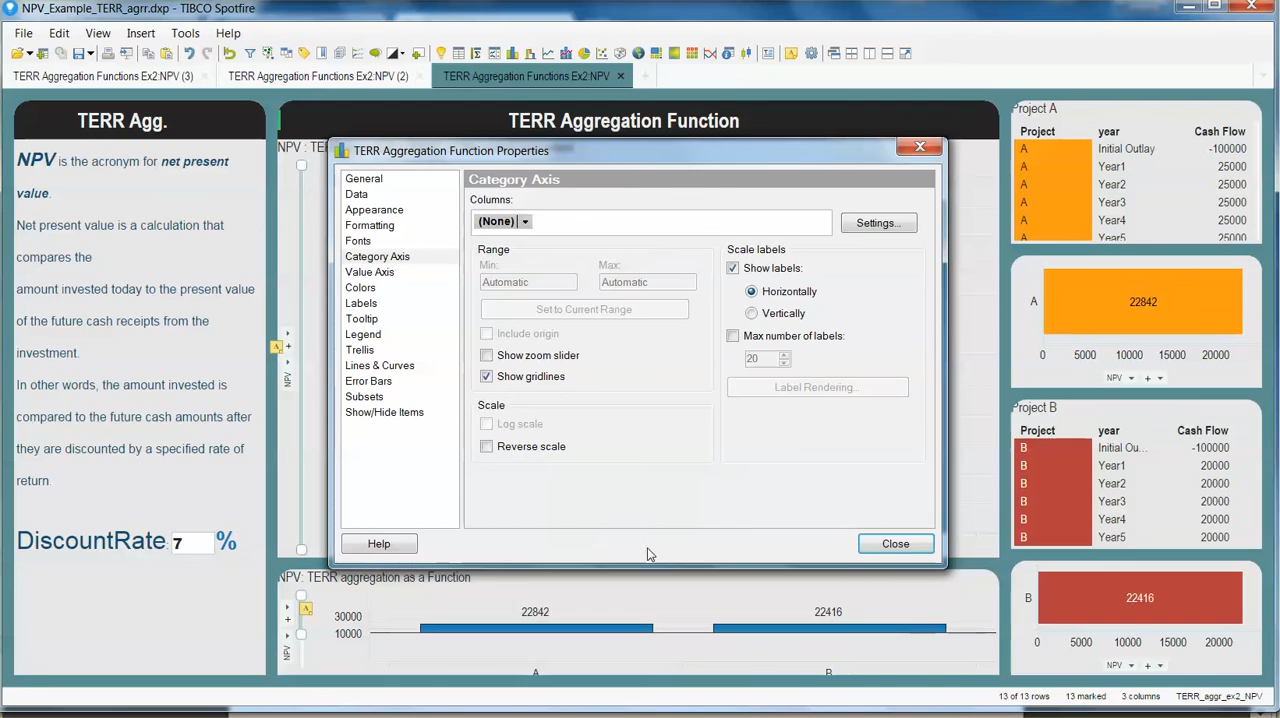 NPV_Example_TERR_agrr.dxp - TIBCO Spotfire
File Edit View Insert Tools Help
TERR Aggregation Functions Ex2:NPV (3) TERR Aggregation Functions Ex2:NPV (2) TERR Aggregation Functions Ex2:NPV
TERR Agg.
NPV is the acronym for net present
value.
Net present value is a calculation that
compares the
amount invested today to the present value
of the future cash receipts from the
investment.
In other words, the amount invested is
compared to the future cash amounts after
they are discounted by a specified rate of
return.
DiscountRate: 7 %
TERR Aggregation Function
NPV : TE
NPV
TERR Aggregation Function Properties
General
Data
Appearance
Formatting
Fonts
Category Axis
Value Axis
Colors
Labels
Tooltip
Legend
Trellis
Lines & Curves
Error Bars
Subsets
Show/Hide Items
Category Axis
Columns:
(None)
Settings...
Range
Min: Max:
Automatic Automatic
Set to Current Range
Include origin
Show zoom slider
Show gridlines
Scale
Log scale
Reverse scale
Scale labels
Show labels:
Horizontally
Vertically
Max number of labels:
20
Label Rendering...
Help
Close
NPV: TERR aggregation as a Function
NPV
30000
10000
22842 22416
A B
Project A
Project year Cash Flow
A Initial Outlay -100000
A Year1 25000
A Year2 25000
A Year3 25000
A Year4 25000
A Year5 25000
A 22842
0 5000 10000 15000 20000
NPV +
Project B
Project year Cash Flow
B Initial Ou... -100000
B Year1 20000
B Year2 20000
B Year3 20000
B Year4 20000
B Year5 20000
B 22416
0 5000 10000 15000 20000
NPV +
13 of 13 rows 13 marked 3 columns TERR_aggr_ex2_NPV